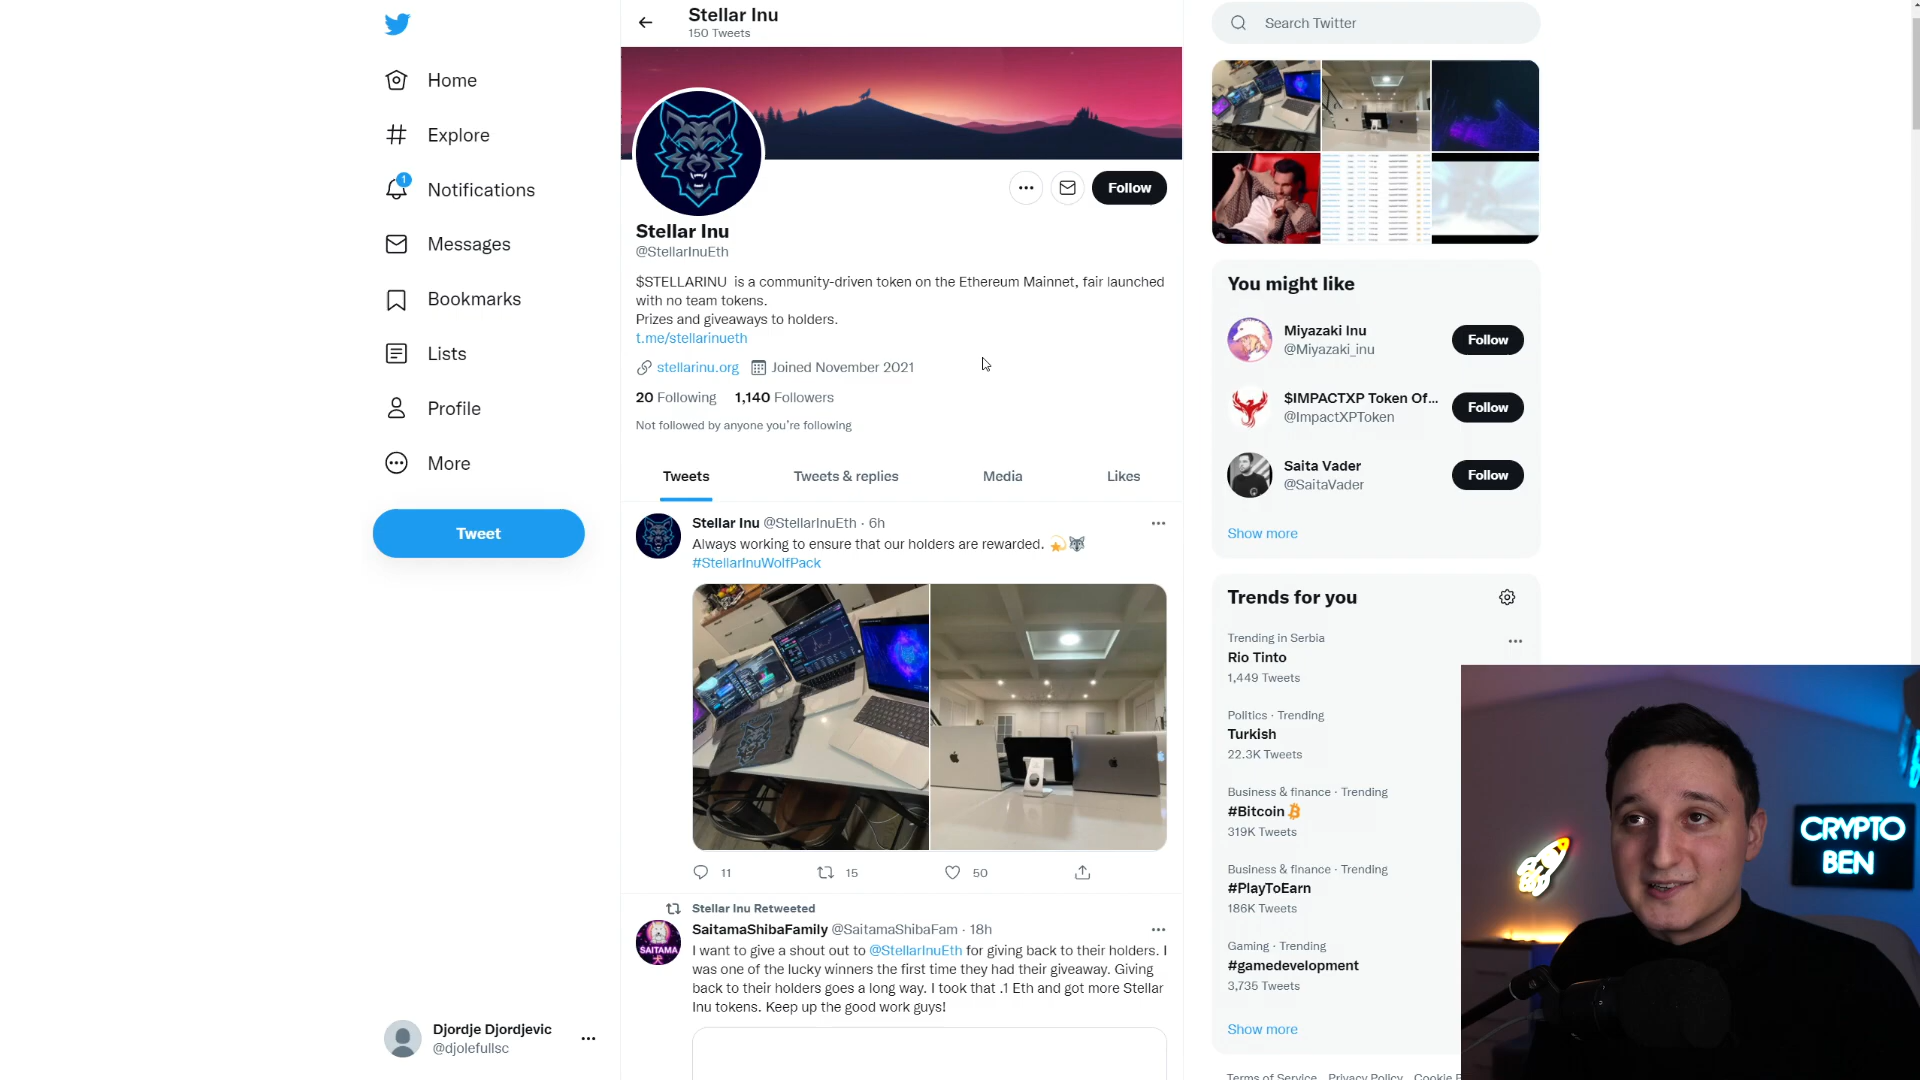 Home
Explore
1
Notifications
Messages
Bookmarks
Lists
Profile
More
Tweet
Djordje Djordjevic
@djolefullsc
Stellar Inu
150 Tweets
Follow
Stellar Inu
@StellarInuEth
$STELLARINU is a community-driven token on the Ethereum Mainnet, fair launched
with no team tokens.
Prizes and giveaways to holders.
t.me/stellarinueth
stellarinu.org Joined November 2021
20 Following 1,140 Followers
Not followed by anyone you're following
Tweets Tweets & replies Media Likes
Stellar Inu @StellarInuEth · 6h
Always working to ensure that our holders are rewarded.
#StellarInuWolfPack
11 15 50
Stellar Inu Retweeted
SaitamaShibaFamily @SaitamaShibaFam · 18h
SAITAMA
I want to give a shout out to @StellarInuEth for giving back to their holders. I
was one of the lucky winners the first time they had their giveaway. Giving
back to their holders goes a long way. I took that .1 Eth and got more Stellar
Inu tokens. Keep up the good work guys!
Search Twitter
You might like
Miyazaki Inu
@Miyazaki_inu
Follow
$IMPACTXP Token Of...
@ImpactXPToken
Follow
Saita Vader
@SaitaVader
Follow
Show more
Trends for you
Trending in Serbia
Rio Tinto
1,449 Tweets
Politics · Trending
Turkish
22.3K Tweets
Business & finance · Trending
#Bitcoin
319K Tweets
Business & finance · Trending
#PlayToEarn
186K Tweets
Gaming · Trending
#gamedevelopment
3,735 Tweets
Show more
Terms of Service Privacy Policy Cookie
CRYPTO
BEN